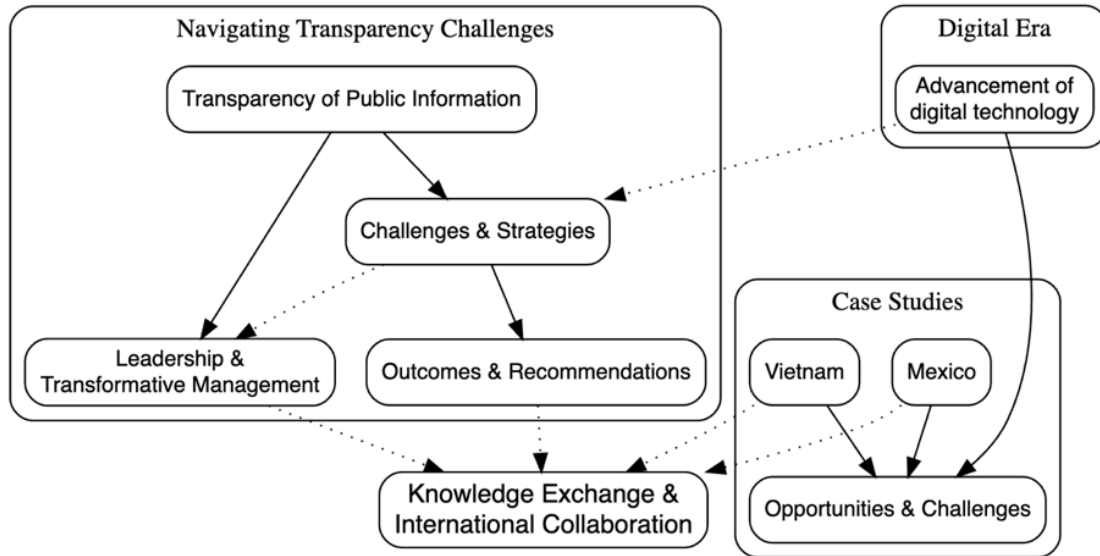 Navigating Transparency Challenges
Digital Era
Transparency of Public Information
Advancement of
digital technology
Challenges & Strategies
Case Studies
Leadership &
Transformative Management
Outcomes & Recommendations
Vietnam
Mexico
Knowledge Exchange &
International Collaboration
Opportunities & Challenges